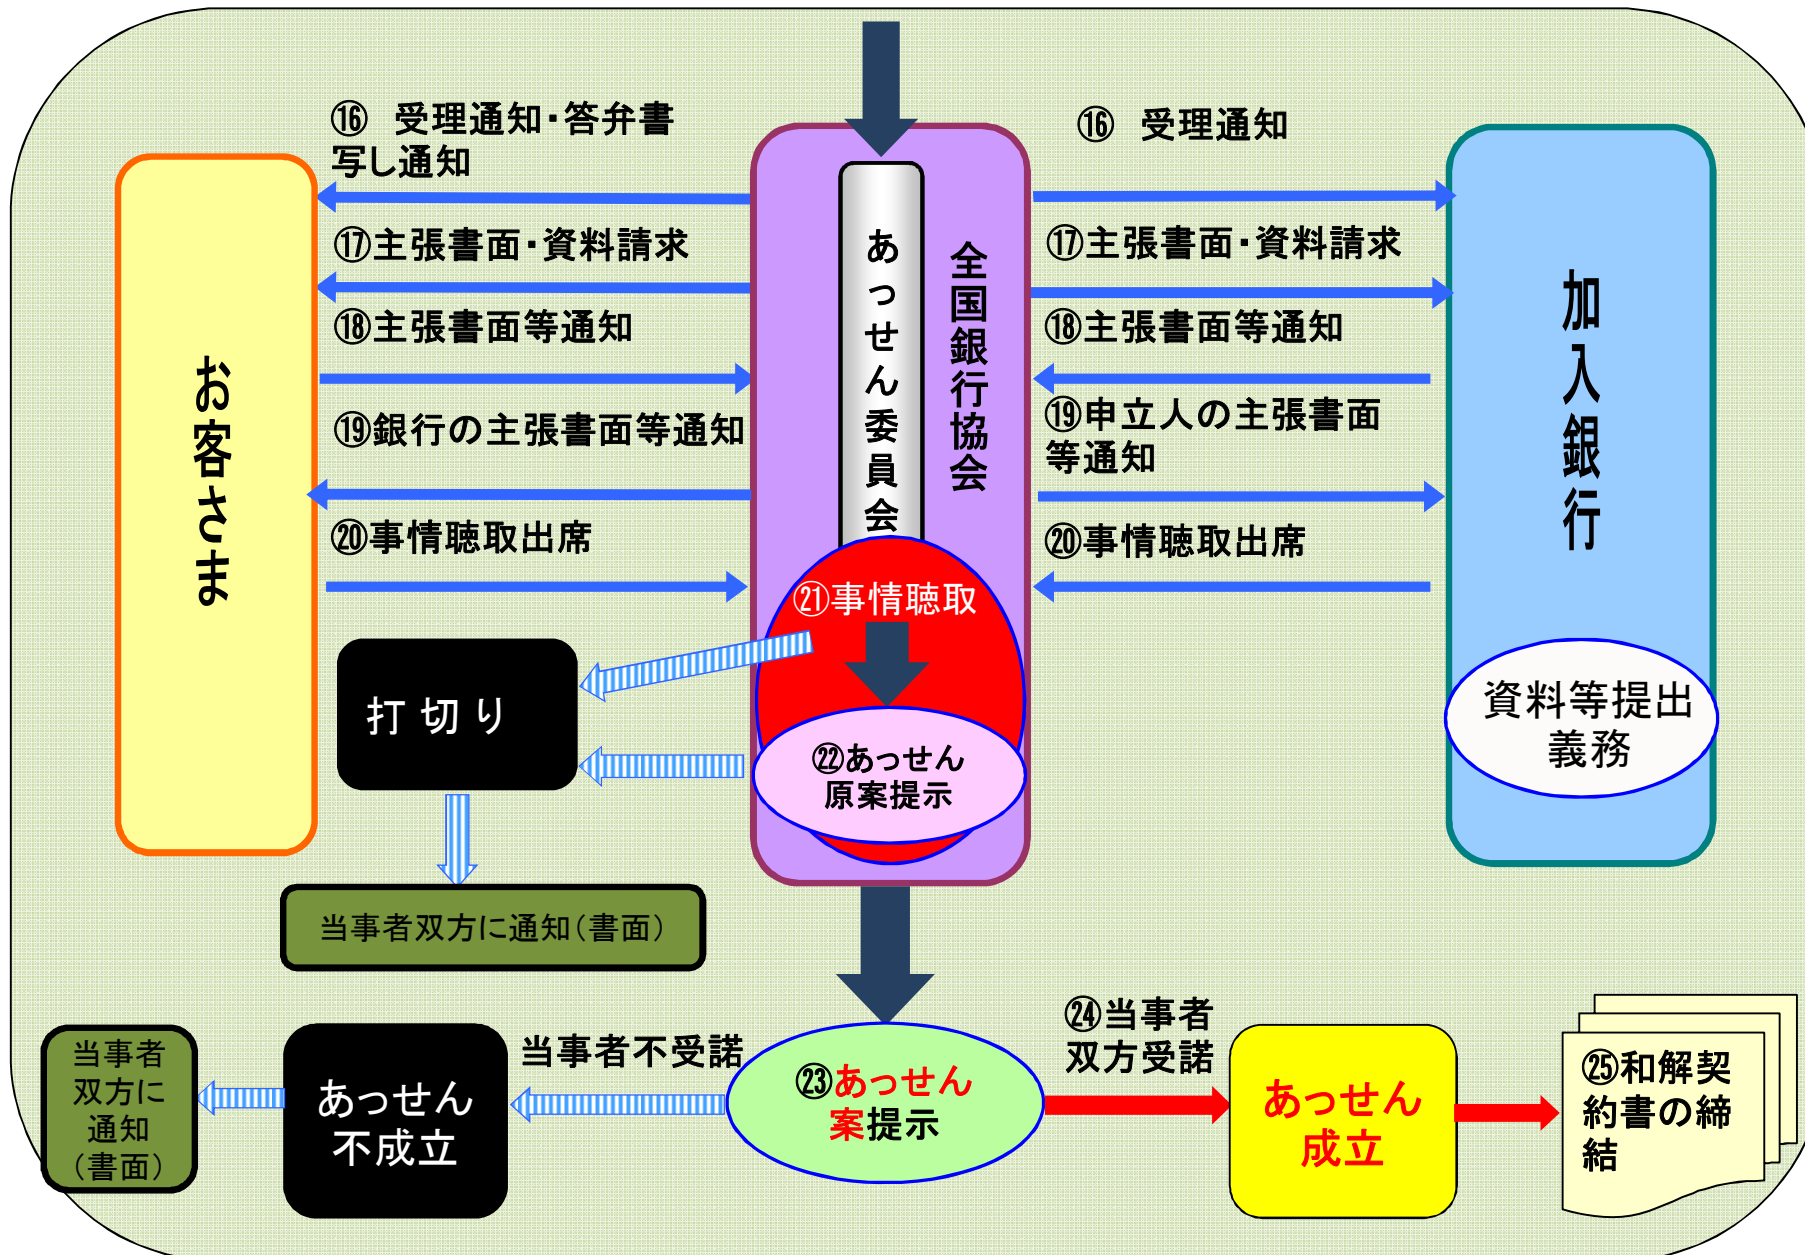 ⑯　受理通知・答弁書
写し通知
⑯　受理通知
⑰主張書面・資料請求
⑰主張書面・資料請求
⑱主張書面等通知
⑱主張書面等通知
⑲銀行の主張書面等通知
⑲申立人の主張書面
等通知
⑳事情聴取出席
⑳事情聴取出席
お客さま
あっせん委員会
全国銀行協会
加入銀行
㉑事情聴取
打切り
㉒あっせん
原案提示
資料等提出
義務
当事者双方に通知（書面）
当事者
双方に
通知
（書面）
あっせん
不成立
当事者不受諾
㉓あっせん
案提示
㉔当事者
双方受諾
あっせん
成立
㉕和解契
約書の締
結